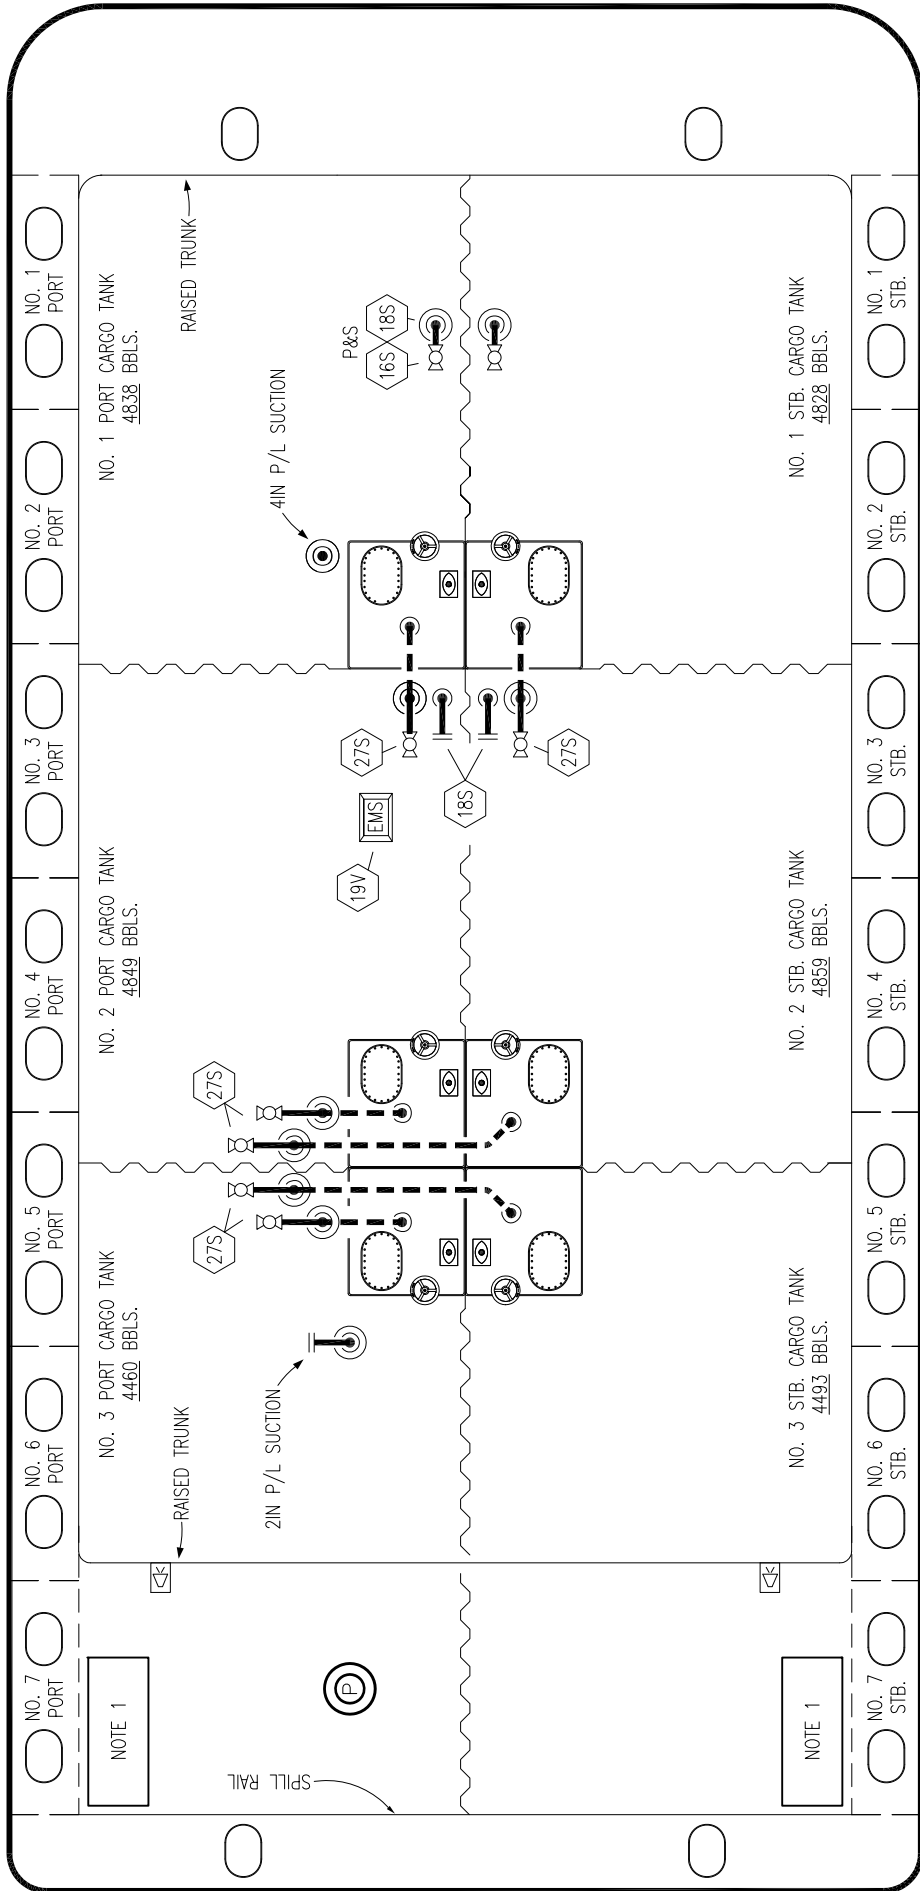 NO. 1
PORT
NO. 2
PORT
NO. 3
PORT
NO. 4
PORT
NO. 5
PORT
NO. 6
PORT
NO. 7
PORT
RAISED TRUNK
NO. 1 PORT CARGO TANK
4838 BBLS.
P&S
16S
18S
4IN P/L SUCTION
NO. 1 STB. CARGO TANK
4828 BBLS.
27S
27S
18S
EMS
19V
NO. 2 PORT CARGO TANK
4849 BBLS.
NO. 2 STB. CARGO TANK
4859 BBLS.
27S
27S
NO. 3 PORT CARGO TANK
4460 BBLS.
2IN P/L SUCTION
RAISED TRUNK
NO. 3 STB. CARGO TANK
4493 BBLS.
NOTE 1
P
NOTE 1
SPILL RAIL
NO. 1
STB.
NO. 2
STB.
NO. 3
STB.
NO. 4
STB.
NO. 5
STB.
NO. 6
STB.
NO. 7
STB.